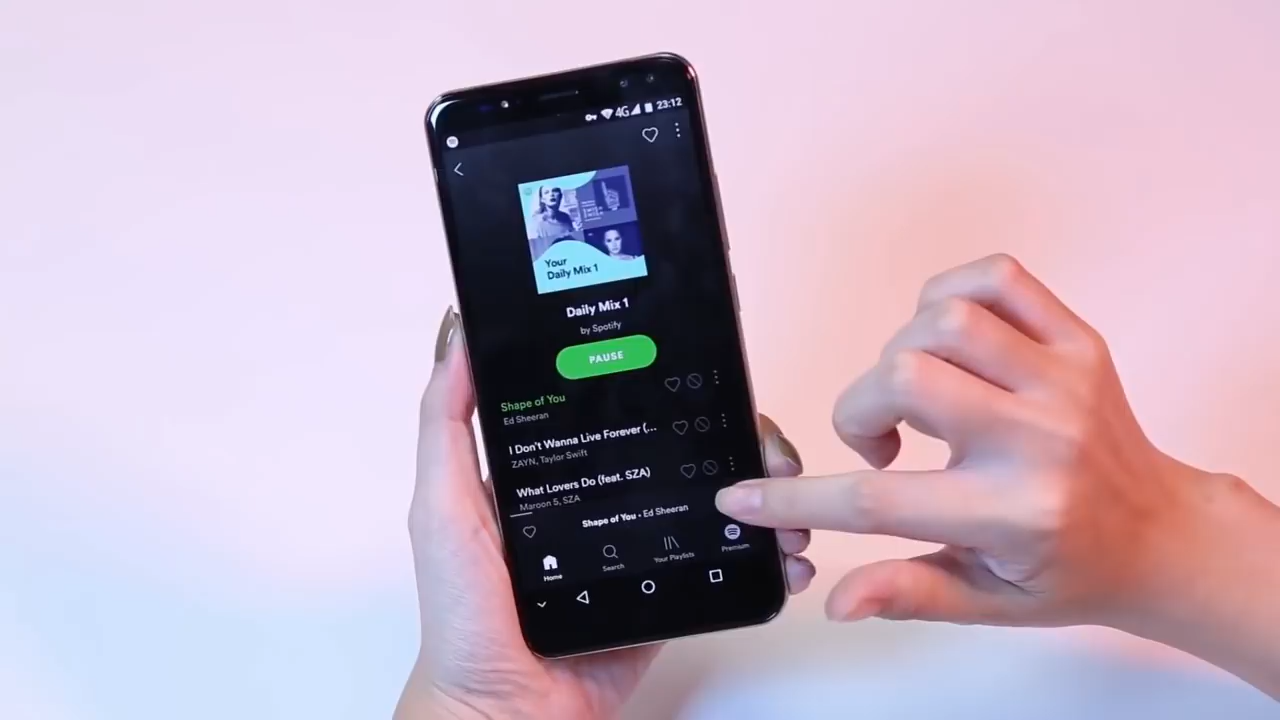 4G 23:12
Your
Daily Mix 1
Daily Mix 1
by Spotify
PAUSE
Shape of You
Ed Sheeran
I Don't Wanna Live Forever (...
ZAYN, Taylor Swift
What Lovers Do (feat. SZA)
Maroon 5, SZA
Shape of You • Ed Sheeran
Home
Search
Your Playlists
Premium